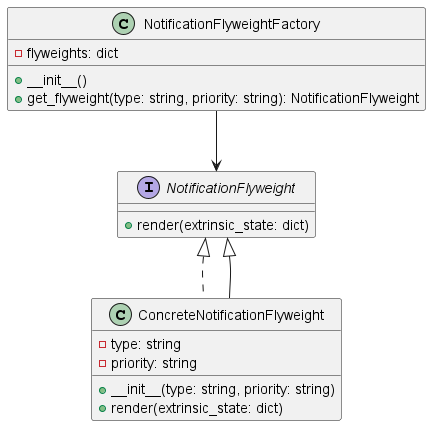 C NotificationFlyweightFactory
flyweights: dict
__init__()
get_flyweight(type: string, priority: string): NotificationFlyweight
I NotificationFlyweight
render(extrinsic_state: dict)
C ConcreteNotificationFlyweight
type: string
priority: string
__init__(type: string, priority: string)
render(extrinsic_state: dict)